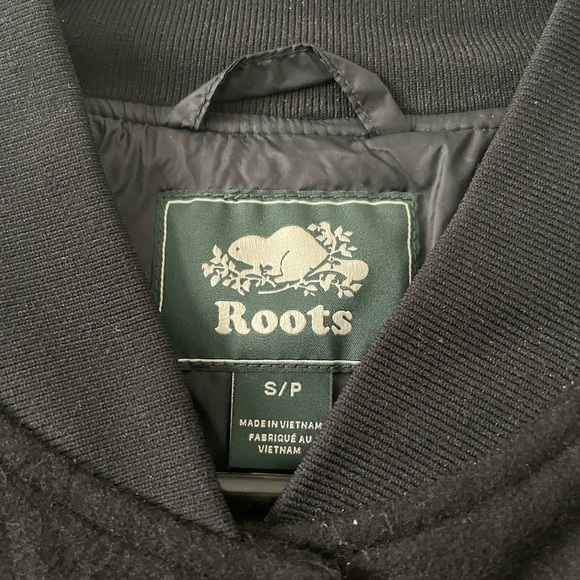 Roots
S/P
MADE IN VIETNAM
FABRIQUÉ AU
VIETNAM